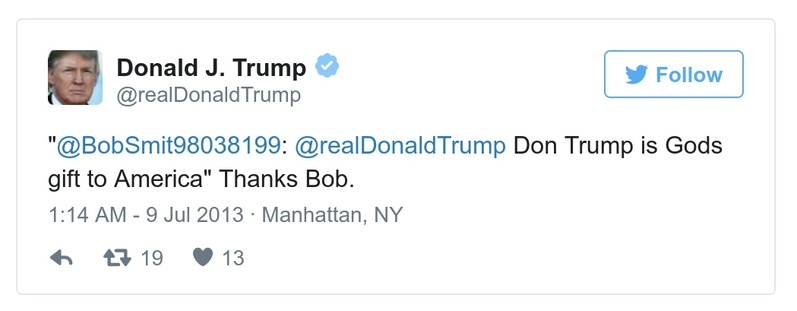 Donald J. Trump
@realDonaldTrump
Follow
"@BobSmit98038199: @realDonaldTrump Don Trump is Gods
gift to America" Thanks Bob.
1:14 AM - 9 Jul 2013 · Manhattan, NY
19 13